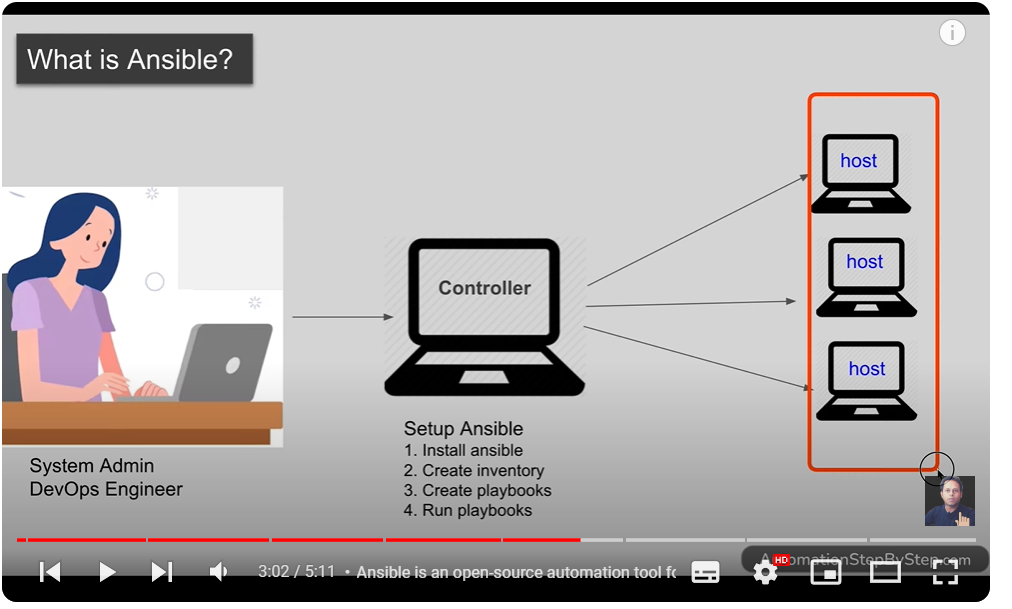 What is Ansible?
host
host
host
Controller
Setup Ansible
1. Install ansible
2. Create inventory
3. Create playbooks
4. Run playbooks
System Admin
DevOps Engineer
AutomationStepByStep.com
3:02 / 5:11 • Ansible is an open-source automation tool fo
HD